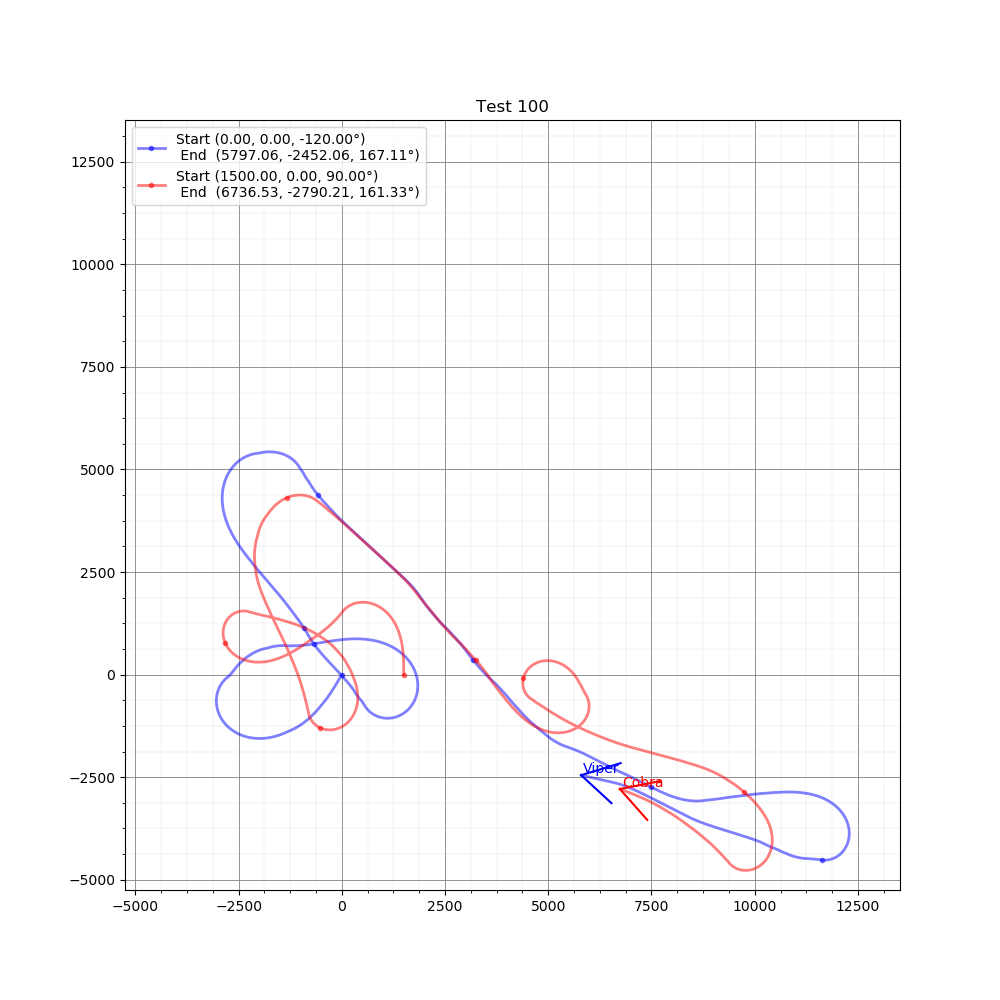 Test 100
Start (0.00, 0.00, -120.00°)
End (5797.06, -2452.06, 167.11°)
Start (1500.00, 0.00, 90.00°)
End (6736.53, -2790.21, 161.33°)
12500
10000
7500
5000
2500
0
−2500
−5000
Viper
Cobra
−5000 −2500 0 2500 5000 7500 10000 12500